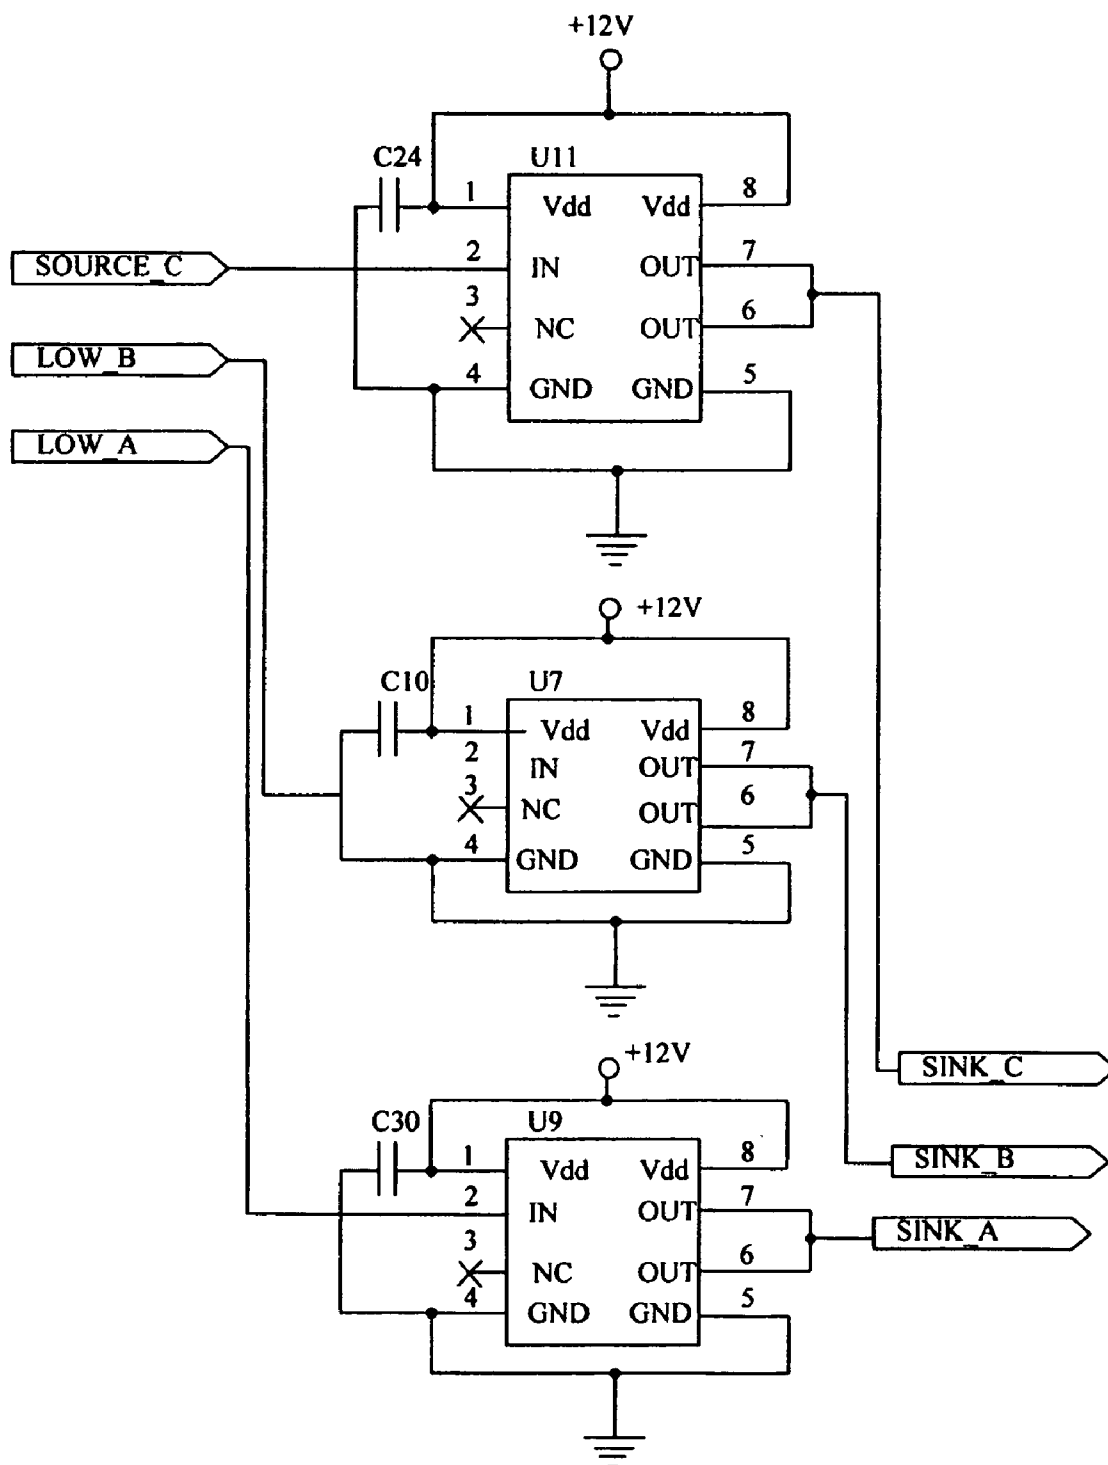 +12V
C24
U11
1 Vdd Vdd 8
SOURCE_C 2 IN OUT 7
3 NC OUT 6
LOW_B 4 GND GND 5
LOW_A
+12V
C10
U7
1 Vdd Vdd 8
2 IN OUT 7
3 NC OUT 6
4 GND GND 5
+12V
SINK_C
C30
U9
1 Vdd Vdd 8 SINK_B
2 IN OUT 7
SINK_A
3 NC OUT 6
4 GND GND 5